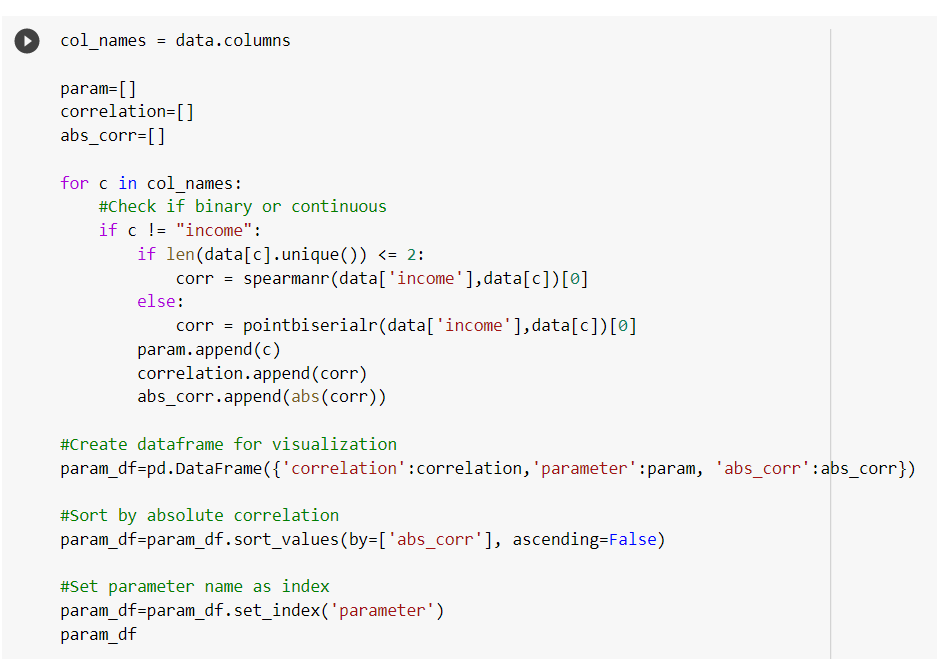 col_names = data.columns

param=[]
correlation=[]
abs_corr=[]

for c in col_names:
    #Check if binary or continuous
    if c != "income":
        if len(data[c].unique()) <= 2:
            corr = spearmanr(data['income'],data[c])[0]
        else:
            corr = pointbiserialr(data['income'],data[c])[0]
        param.append(c)
        correlation.append(corr)
        abs_corr.append(abs(corr))

#Create dataframe for visualization
param_df=pd.DataFrame({'correlation':correlation,'parameter':param, 'abs_corr':abs_corr})

#Sort by absolute correlation
param_df=param_df.sort_values(by=['abs_corr'], ascending=False)

#Set parameter name as index
param_df=param_df.set_index('parameter')
param_df